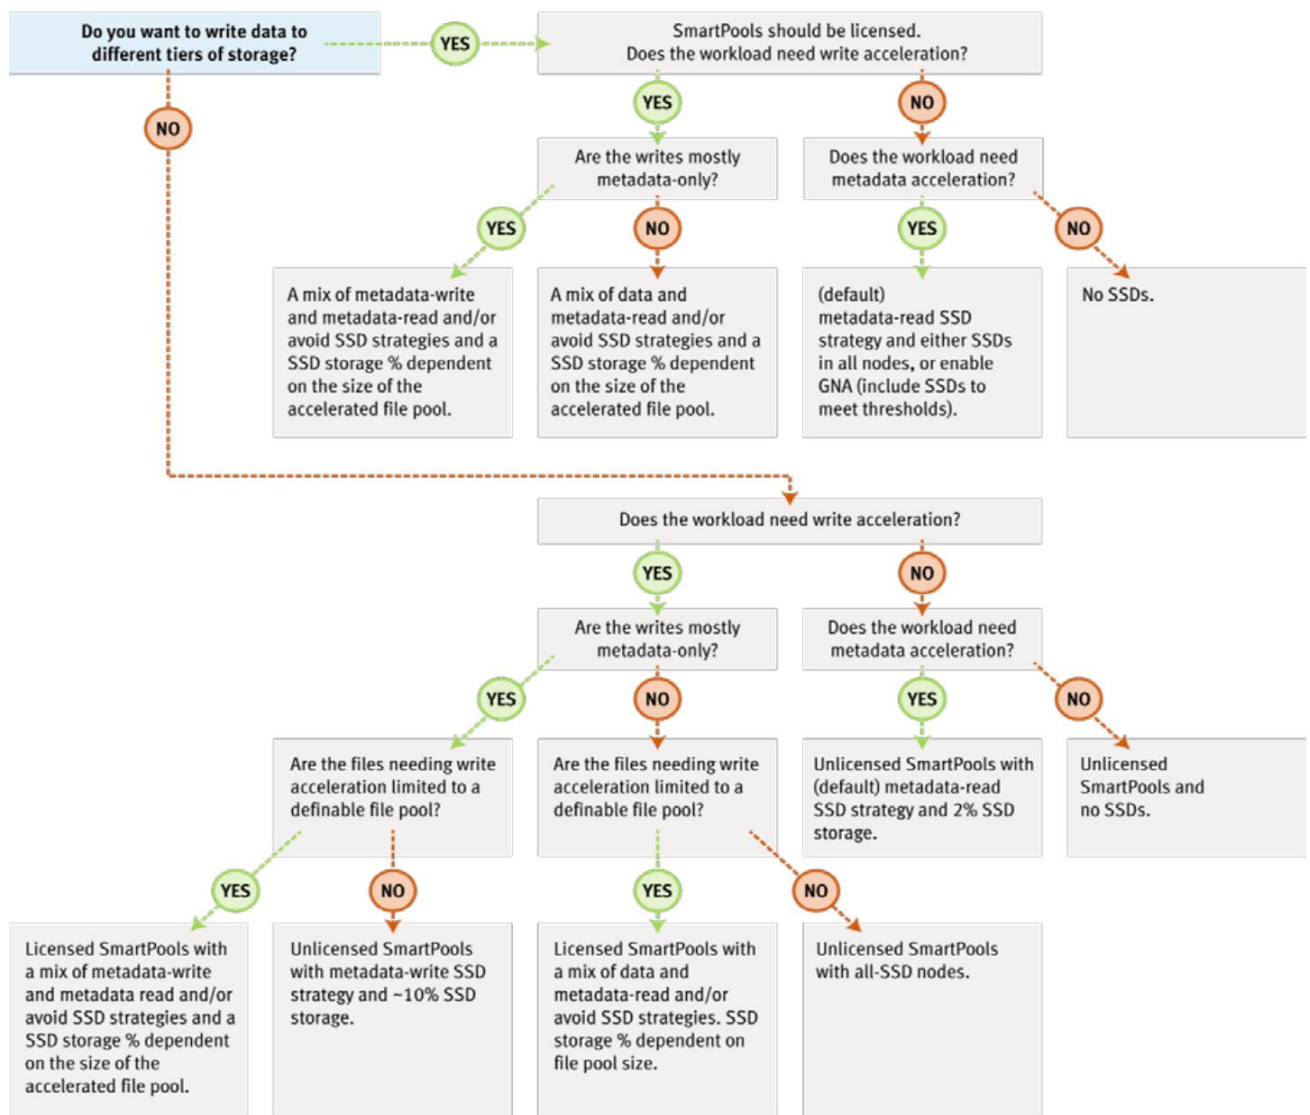 Do you want to write data to
different tiers of storage?
YES
SmartPools should be licensed.
Does the workload need write acceleration?
NO
YES
NO
Are the writes mostly
metadata-only?
Does the workload need
metadata acceleration?
YES
NO
YES
NO
A mix of metadata-write
and metadata-read and/or
avoid SSD strategies and a
SSD storage % dependent
on the size of the
accelerated file pool.
A mix of data and
metadata-read and/or
avoid SSD strategies and a
SSD storage % dependent
on the size of the
accelerated file pool.
(default)
metadata-read SSD
strategy and either SSDs
in all nodes, or enable
GNA (include SSDs to
meet thresholds).
No SSDs.
Does the workload need write acceleration?
YES
NO
Are the writes mostly
metadata-only?
Does the workload need
metadata acceleration?
YES
NO
YES
NO
Are the files needing write
acceleration limited to a
definable file pool?
Are the files needing write
acceleration limited to a
definable file pool?
Unlicensed SmartPools with
(default) metadata-read
SSD strategy and 2% SSD
storage.
Unlicensed
SmartPools and
no SSDs.
YES
NO
YES
NO
Licensed SmartPools with
a mix of metadata-write
and metadata read and/or
avoid SSD strategies and a
SSD storage % dependent
on the size of the
accelerated file pool.
Unlicensed SmartPools
with metadata-write SSD
strategy and ~10% SSD
storage.
Licensed SmartPools with
a mix of data and
metadata-read and/or
avoid SSD strategies. SSD
storage % dependent on
file pool size.
Unlicensed SmartPools
with all-SSD nodes.